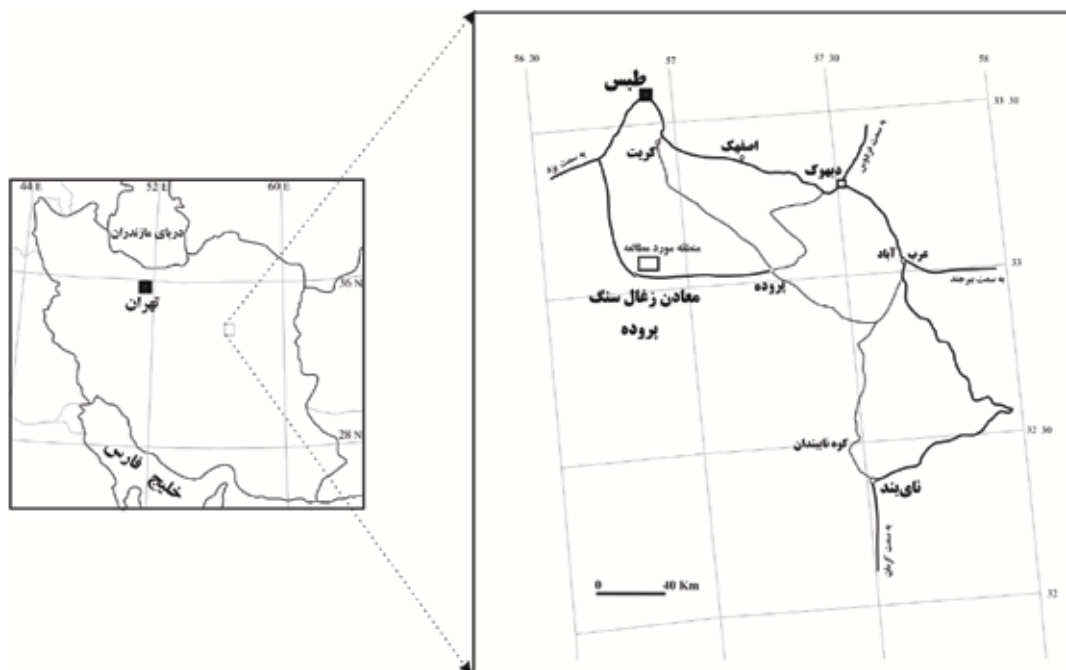 44 E
52 E
60 E
دریای مازندران
36 N
تهران
28 N
خلیج فارس
56 30
57
57 30
58
طبس
33 30
به سمت یزد
کریت
اصفهک
دیهوک
به سمت فردوس
منطقه مورد مطالعه
عرب آباد
33
به سمت بیرجند
پروده
معادن زغال سنگ
پروده
32 30
کوه نایبندان
نای‌بند
به سمت کرمان
0 40 Km
32